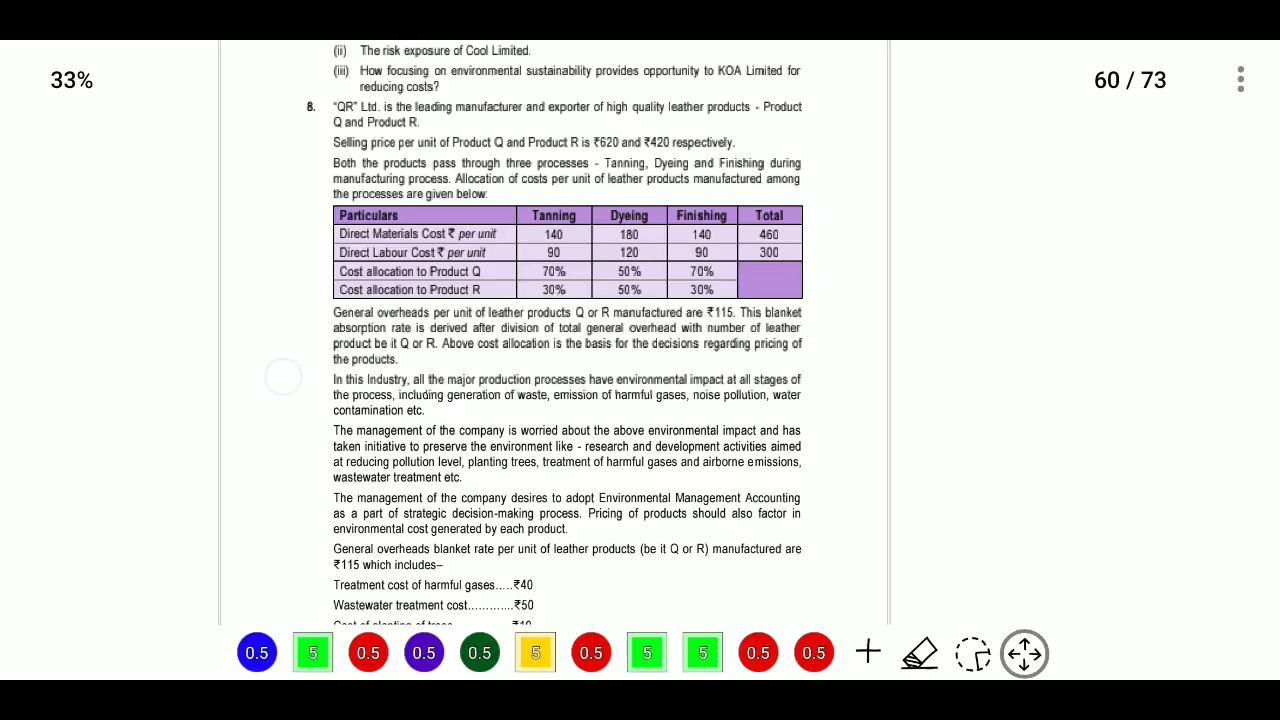 (ii) The risk exposure of Cool Limited.
33%
60 / 73
(iii) How focusing on environmental sustainability provides opportunity to KOA Limited for
reducing costs?
8. "QR" Ltd. is the leading manufacturer and exporter of high quality leather products - Product
Q and Product R.
Selling price per unit of Product Q and Product R is ₹620 and ₹420 respectively.
Both the products pass through three processes - Tanning, Dyeing and Finishing during
manufacturing process. Allocation of costs per unit of leather products manufactured among
the processes are given below:
Particulars Tanning Dyeing Finishing Total
Direct Materials Cost ₹ per unit 140 180 140 460
Direct Labour Cost ₹ per unit 90 120 90 300
Cost allocation to Product Q 70% 50% 70%
Cost allocation to Product R 30% 50% 30%
General overheads per unit of leather products Q or R manufactured are ₹115. This blanket
absorption rate is derived after division of total general overhead with number of leather
product be it Q or R. Above cost allocation is the basis for the decisions regarding pricing of
the products.
In this Industry, all the major production processes have environmental impact at all stages of
the process, including generation of waste, emission of harmful gases, noise pollution, water
contamination etc.
The management of the company is worried about the above environmental impact and has
taken initiative to preserve the environment like - research and development activities aimed
at reducing pollution level, planting trees, treatment of harmful gases and airborne emissions,
wastewater treatment etc.
The management of the company desires to adopt Environmental Management Accounting
as a part of strategic decision-making process. Pricing of products should also factor in
environmental cost generated by each product.
General overheads blanket rate per unit of leather products (be it Q or R) manufactured are
₹115 which includes–
Treatment cost of harmful gases.....₹40
Wastewater treatment cost............₹50
Cost of planting of trees ₹10
0.5 5 0.5 0.5 0.5 5 0.5 5 5 0.5 0.5